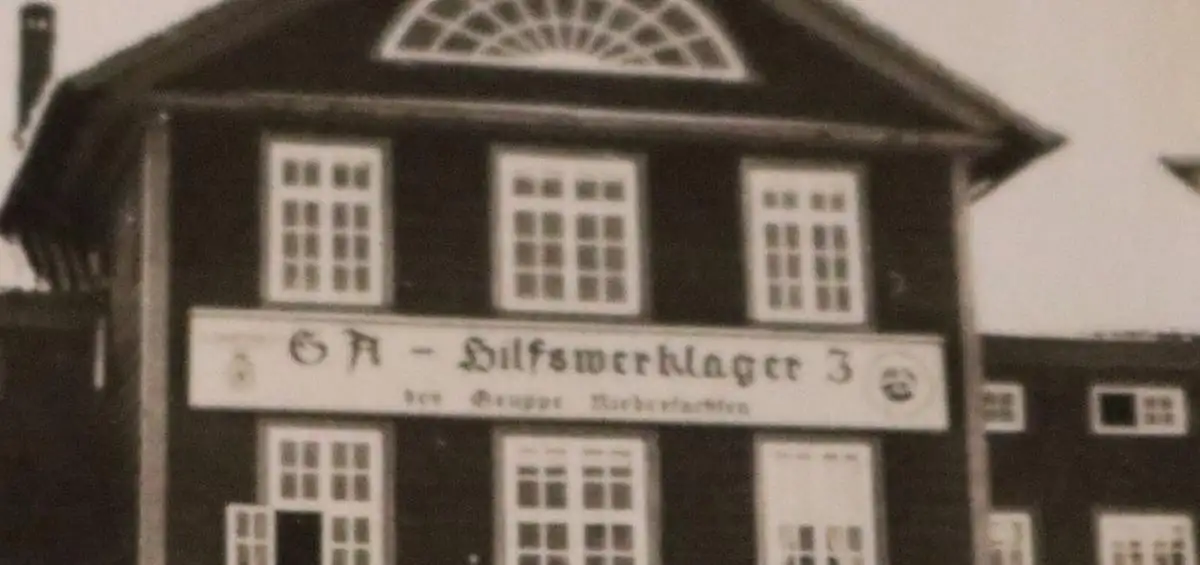 SA - Hilfswerklager 3
der Gruppe Niedersachsen